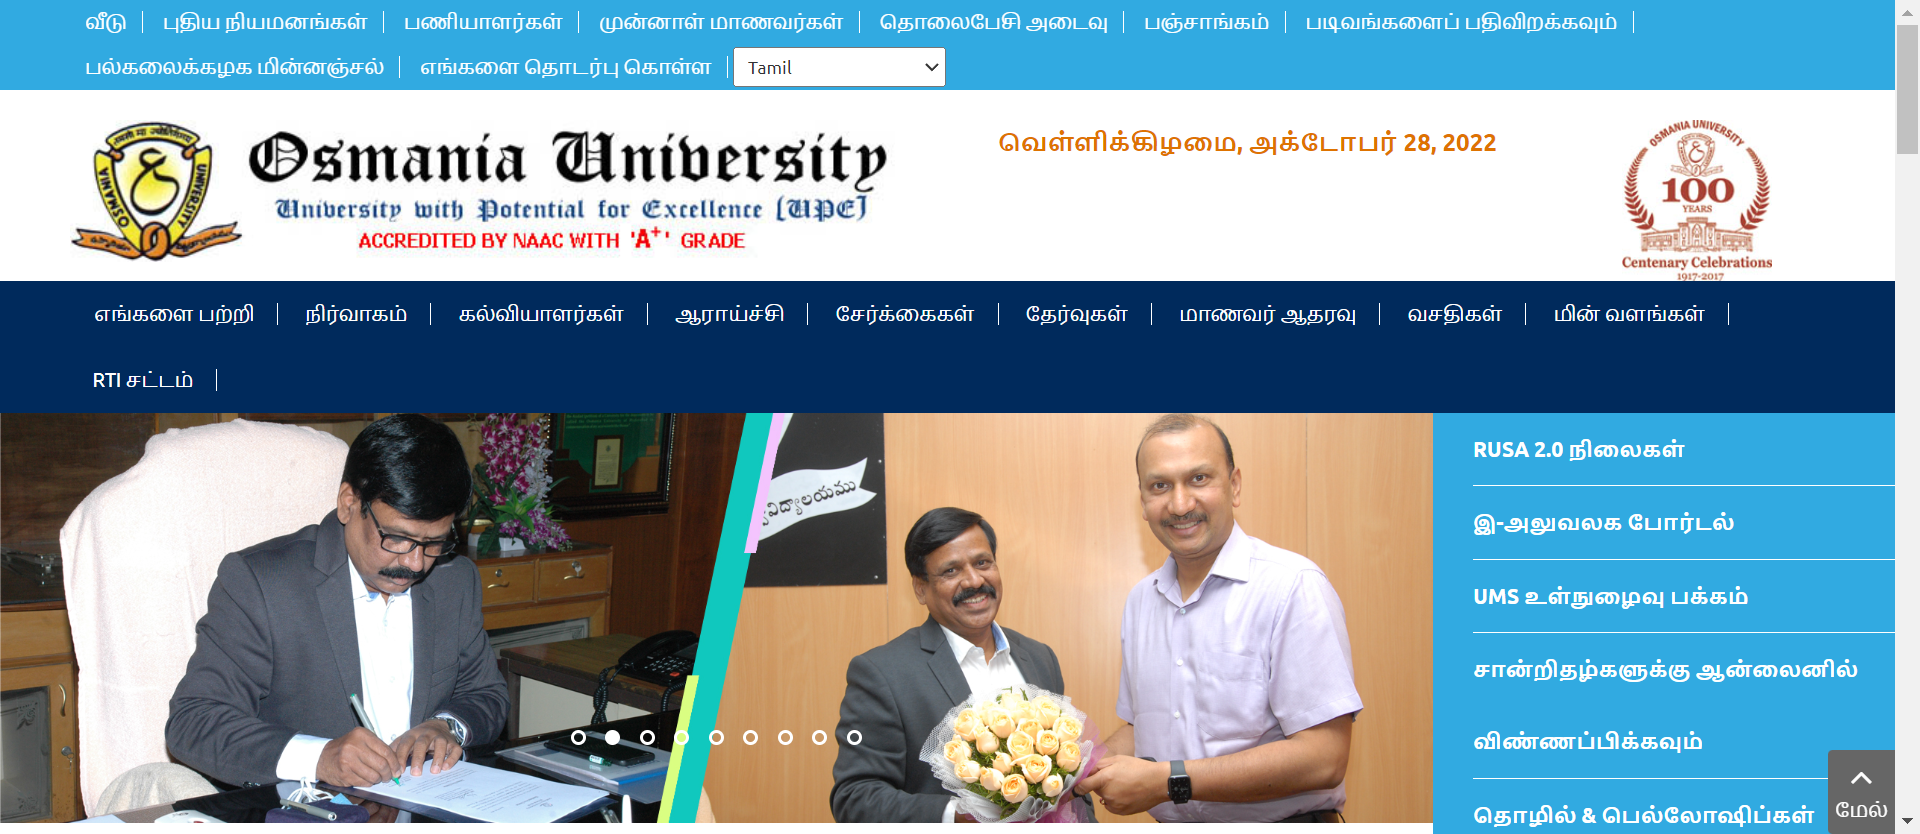 வீடு
புதிய நியமனங்கள்
பணியாளர்கள்
முன்னாள் மாணவர்கள்
தொலைபேசி அடைவு
பஞ்சாங்கம்
படிவங்களைப் பதிவிறக்கவும்
பல்கலைக்கழக மின்னஞ்சல்
எங்களை தொடர்பு கொள்ள
Tamil
OSMANIA UNIVERSITY
Osmania University
University with Potential for Excellence [UPE]
ACCREDITED BY NAAC WITH 'A+' GRADE
வெள்ளிக்கிழமை, அக்டோபர் 28, 2022
OSMANIA UNIVERSITY
100
YEARS
Centenary Celebrations
1917-2017
எங்களை பற்றி
நிர்வாகம்
கல்வியாளர்கள்
ஆராய்ச்சி
சேர்க்கைகள்
தேர்வுகள்
மாணவர் ஆதரவு
வசதிகள்
மின் வளங்கள்
RTI சட்டம்
RUSA 2.0 நிலைகள்
இ-அலுவலக போர்டல்
UMS உள்நுழைவு பக்கம்
சான்றிதழ்களுக்கு ஆன்லைனில்
விண்ணப்பிக்கவும்
தொழில் & பெல்லோஷிப்கள்
மேல்